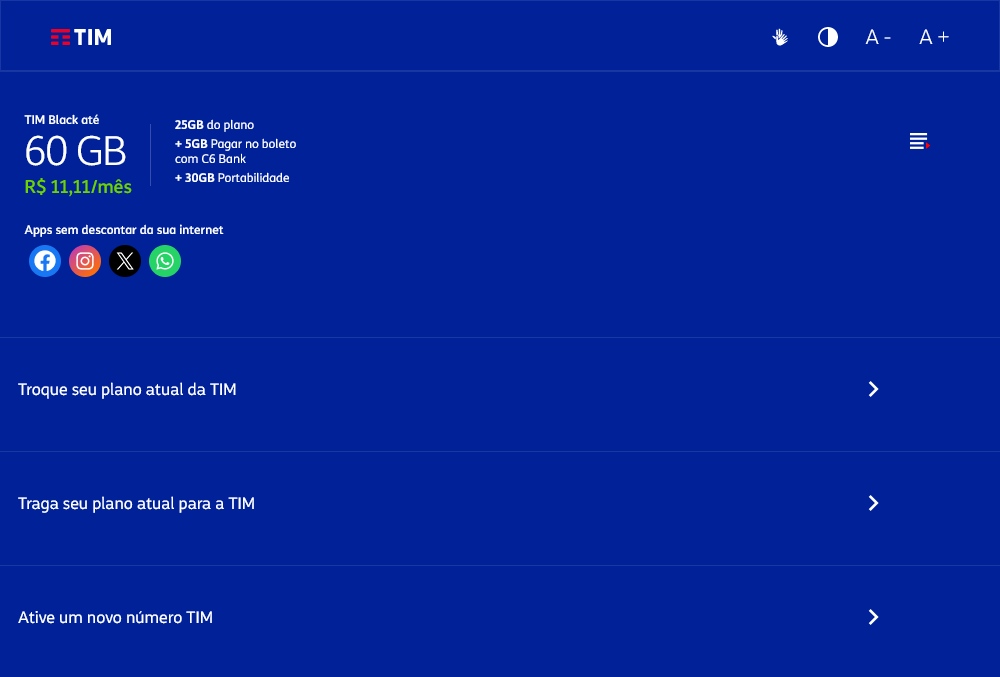 TIM
A -
A +
TIM Black até
60 GB
R$ 11,11/mês
25GB do plano
+ 5GB Pagar no boleto
com C6 Bank
+ 30GB Portabilidade
Apps sem descontar da sua internet
Troque seu plano atual da TIM
Traga seu plano atual para a TIM
Ative um novo número TIM